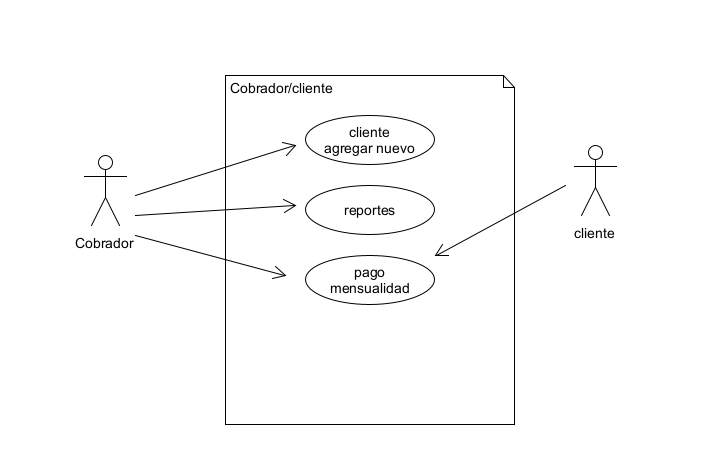 Cobrador/cliente
cliente
agregar nuevo
reportes
pago
mensualidad
Cobrador
cliente